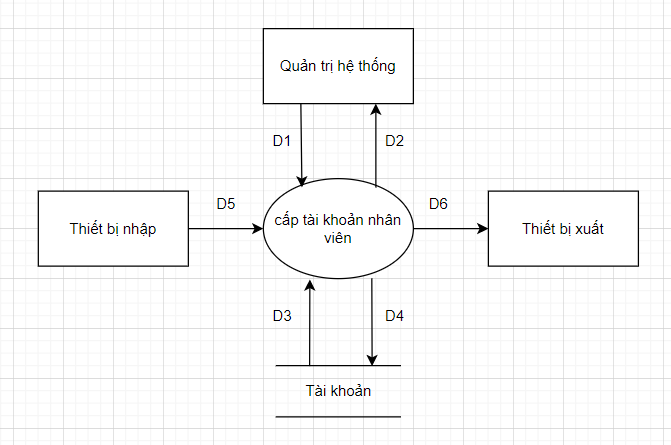 Quản trị hệ thống
D1
D2
D5
D6
Thiết bị nhập
cấp tài khoản nhân
viên
Thiết bị xuất
D3
D4
Tài khoản